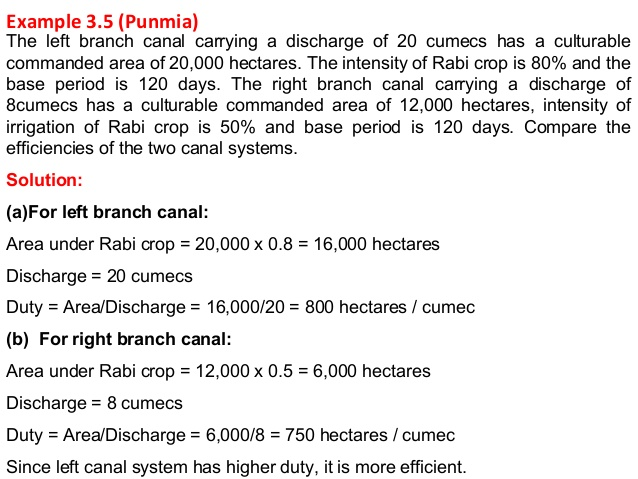 Example 3.5 (Punmia)
The left branch canal carrying a discharge of 20 cumecs has a culturable
commanded area of 20,000 hectares. The intensity of Rabi crop is 80% and the
base period is 120 days. The right branch canal carrying a discharge of
8cumecs has a culturable commanded area of 12,000 hectares, intensity of
irrigation of Rabi crop is 50% and base period is 120 days. Compare the
efficiencies of the two canal systems.
Solution:
(a)For left branch canal:
Area under Rabi crop = 20,000 x 0.8 = 16,000 hectares
Discharge = 20 cumecs
Duty = Area/Discharge = 16,000/20 = 800 hectares / cumec
(b) For right branch canal:
Area under Rabi crop = 12,000 x 0.5 = 6,000 hectares
Discharge = 8 cumecs
Duty = Area/Discharge = 6,000/8 = 750 hectares / cumec
Since left canal system has higher duty, it is more efficient.